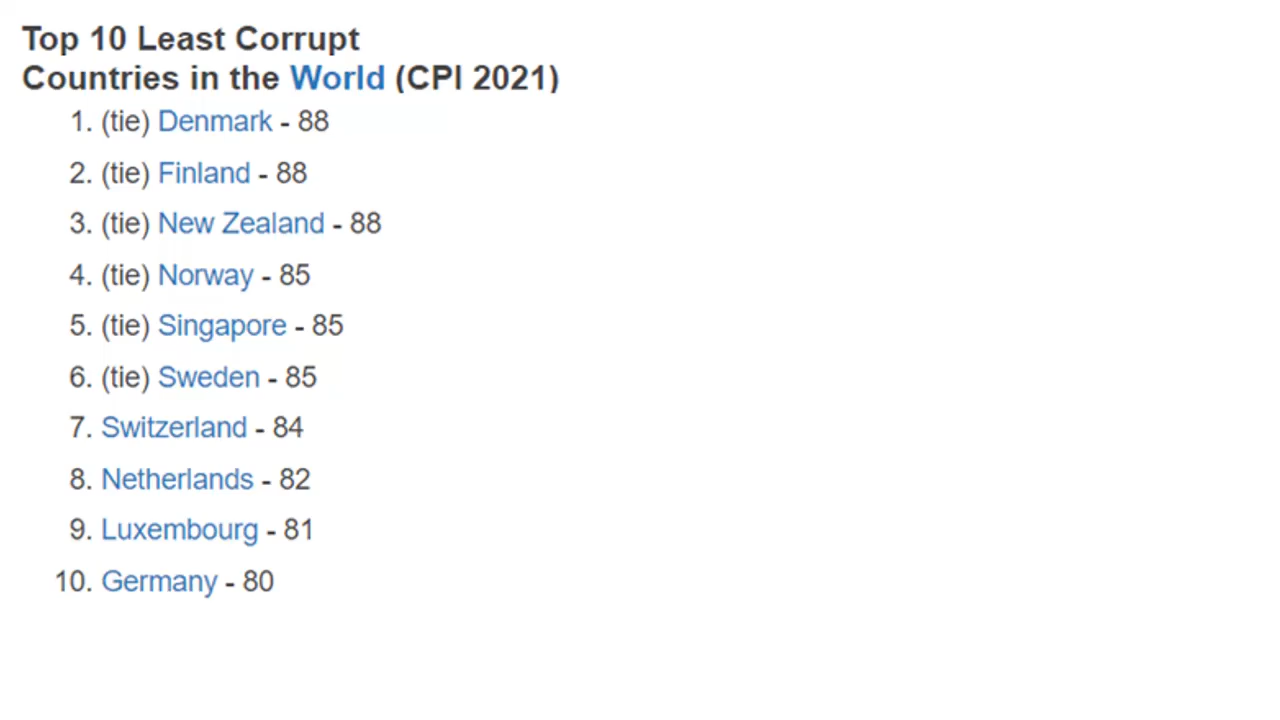 Top 10 Least Corrupt
Countries in the World (CPI 2021)
1. (tie) Denmark - 88
2. (tie) Finland - 88
3. (tie) New Zealand - 88
4. (tie) Norway - 85
5. (tie) Singapore - 85
6. (tie) Sweden - 85
7. Switzerland - 84
8. Netherlands - 82
9. Luxembourg - 81
10. Germany - 80